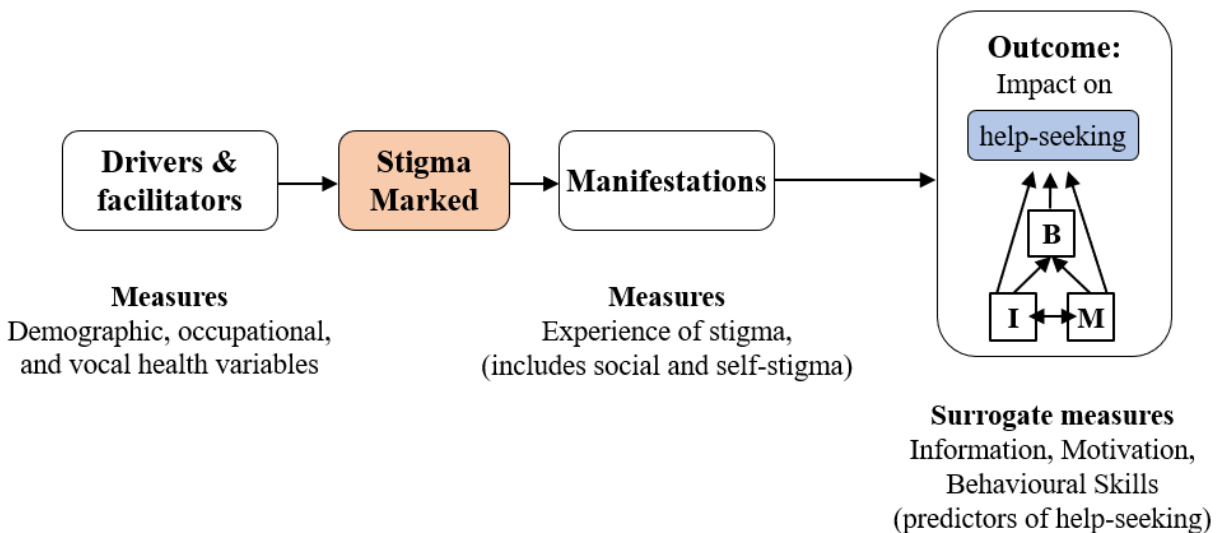 Drivers &
facilitators
Stigma
Marked
Manifestations
Outcome:
Impact on
help-seeking
B
I
M
Measures
Demographic, occupational,
and vocal health variables
Measures
Experience of stigma,
(includes social and self-stigma)
Surrogate measures
Information, Motivation,
Behavioural Skills
(predictors of help-seeking)